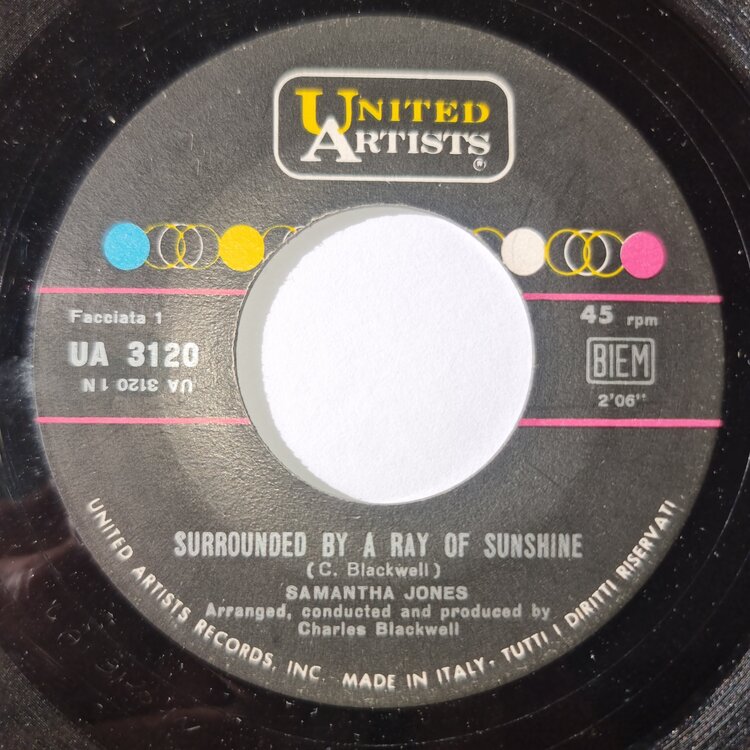 UNITED
ARTISTS®
Facciata 1
UA 3120
UA 3120 1 N
45 rpm
BIEM
2'06''
SURROUNDED BY A RAY OF SUNSHINE
(C. Blackwell)
SAMANTHA JONES
Arranged, conducted and produced by
Charles Blackwell
UNITED ARTISTS RECORDS, INC. MADE IN ITALY. TUTTI I DIRITTI RISERVATI